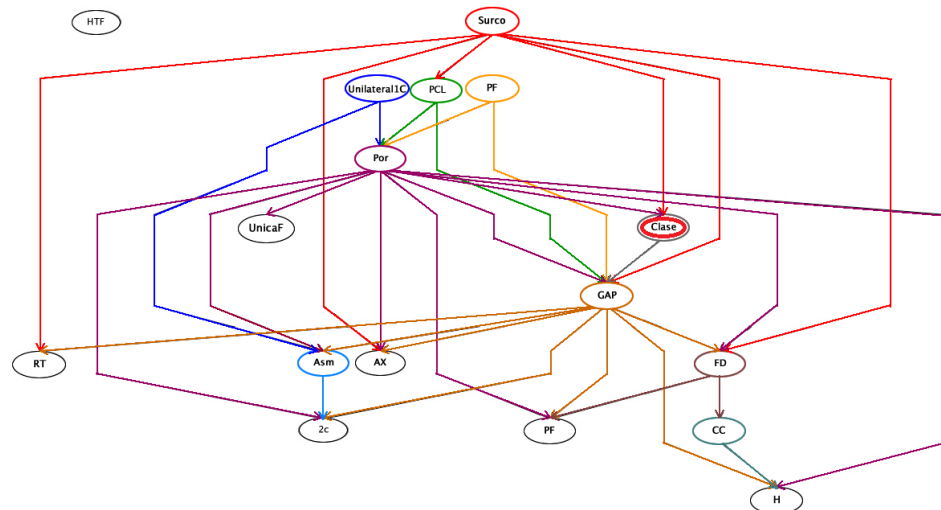 HTF
Surco
Unilateral1C
PCL
PF
Por
UnicaF
Clase
GAP
RT
Asm
AX
FD
2c
PF
CC
H